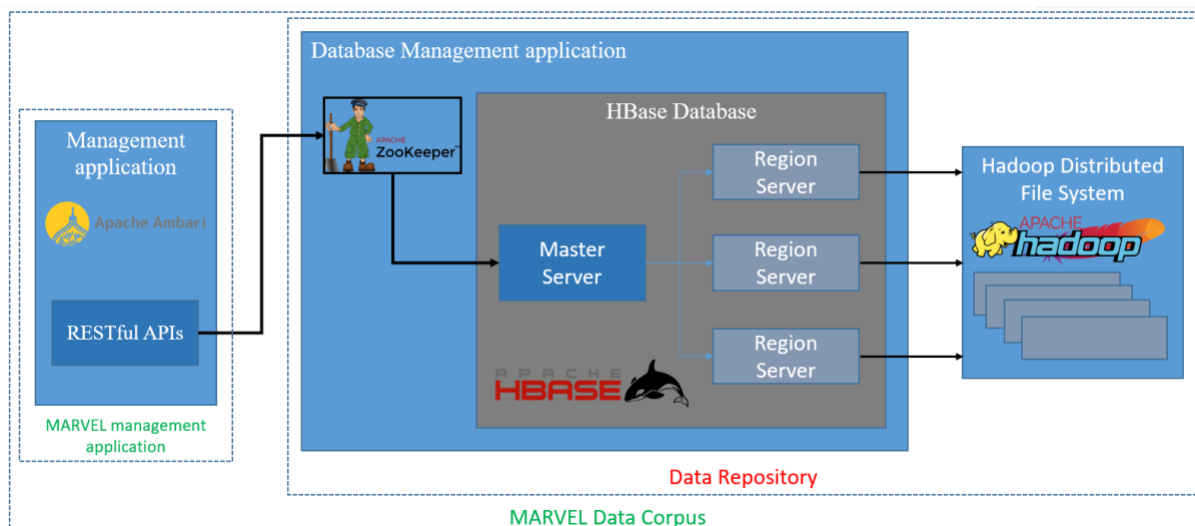 Database Management application
HBase Database
APACHE
ZooKeeper™
Management
application
Apache Ambari
RESTful APIs
MARVEL management
application
Master
Server
Region
Server
Region
Server
Region
Server
APACHE
HBASE
Hadoop Distributed
File System
APACHE
hadoop
Data Repository
MARVEL Data Corpus